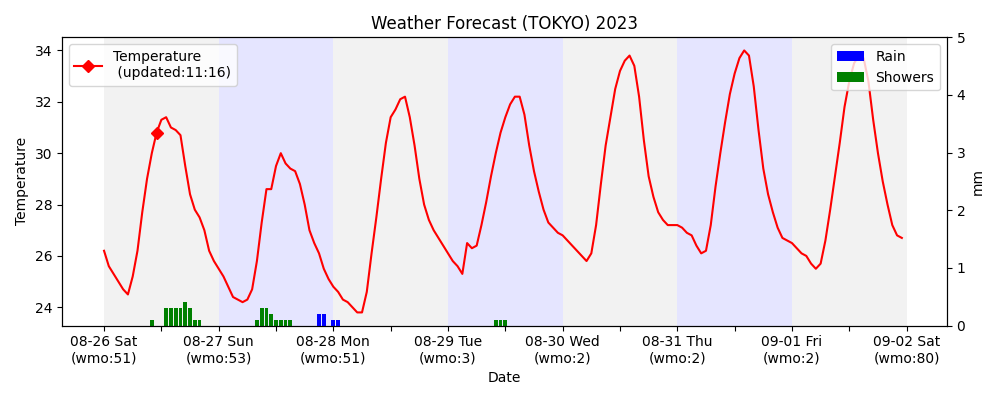 Weather Forecast (TOKYO) 2023
Temperature
(updated:11:16)
Rain
Showers
34
32
30
28
26
24
Temperature
5
4
3
2
1
0
mm
08-26 Sat
(wmo:51)
08-27 Sun
(wmo:53)
08-28 Mon
(wmo:51)
08-29 Tue
(wmo:3)
08-30 Wed
(wmo:2)
08-31 Thu
(wmo:2)
09-01 Fri
(wmo:2)
09-02 Sat
(wmo:80)
Date